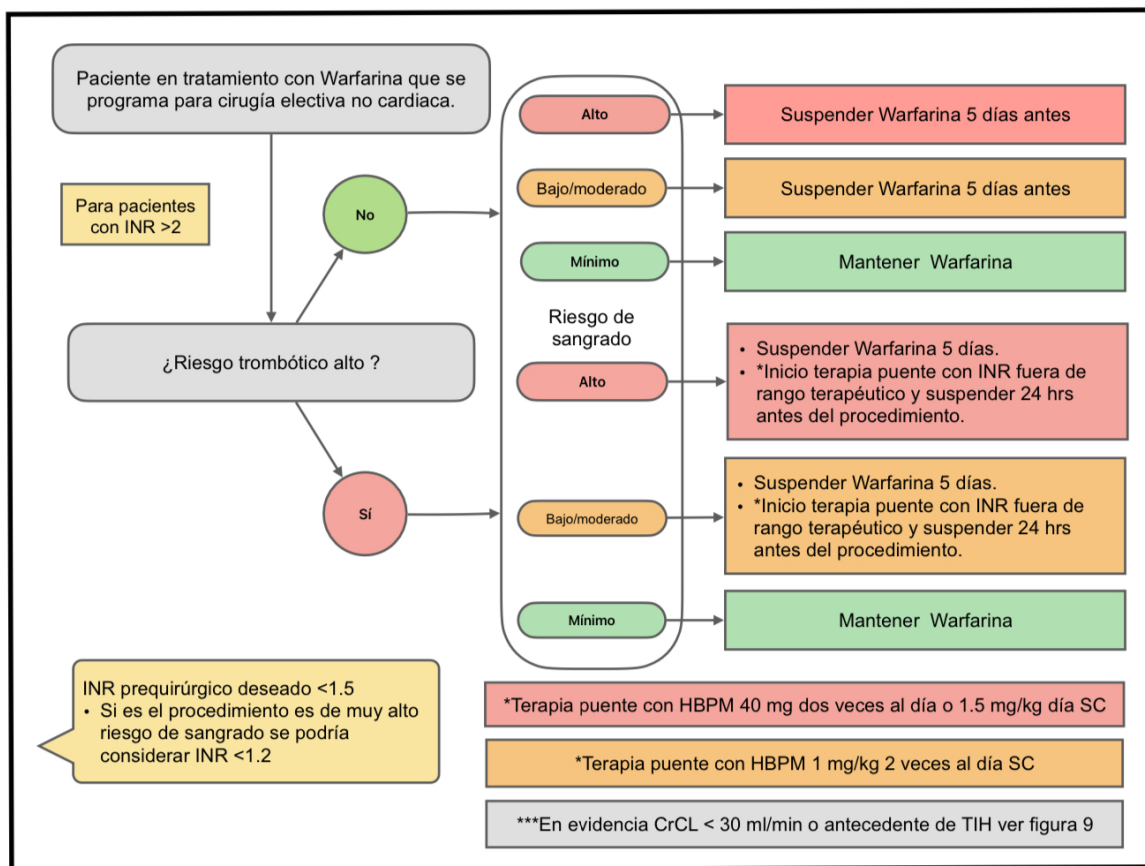 Paciente en tratamiento con Warfarina que se
programa para cirugía electiva no cardiaca.
Para pacientes
con INR >2
No
¿Riesgo trombótico alto ?
Sí
Alto
Suspender Warfarina 5 días antes
Bajo/moderado
Suspender Warfarina 5 días antes
Mínimo
Mantener Warfarina
Riesgo de
sangrado
Alto
• Suspender Warfarina 5 días.
• *Inicio terapia puente con INR fuera de
rango terapéutico y suspender 24 hrs
antes del procedimiento.
Bajo/moderado
• Suspender Warfarina 5 días.
• *Inicio terapia puente con INR fuera de
rango terapéutico y suspender 24 hrs
antes del procedimiento.
Mínimo
Mantener Warfarina
INR prequirúrgico deseado <1.5
• Si es el procedimiento es de muy alto
riesgo de sangrado se podría
considerar INR <1.2
*Terapia puente con HBPM 40 mg dos veces al día o 1.5 mg/kg día SC
*Terapia puente con HBPM 1 mg/kg 2 veces al día SC
***En evidencia CrCL < 30 ml/min o antecedente de TIH ver figura 9